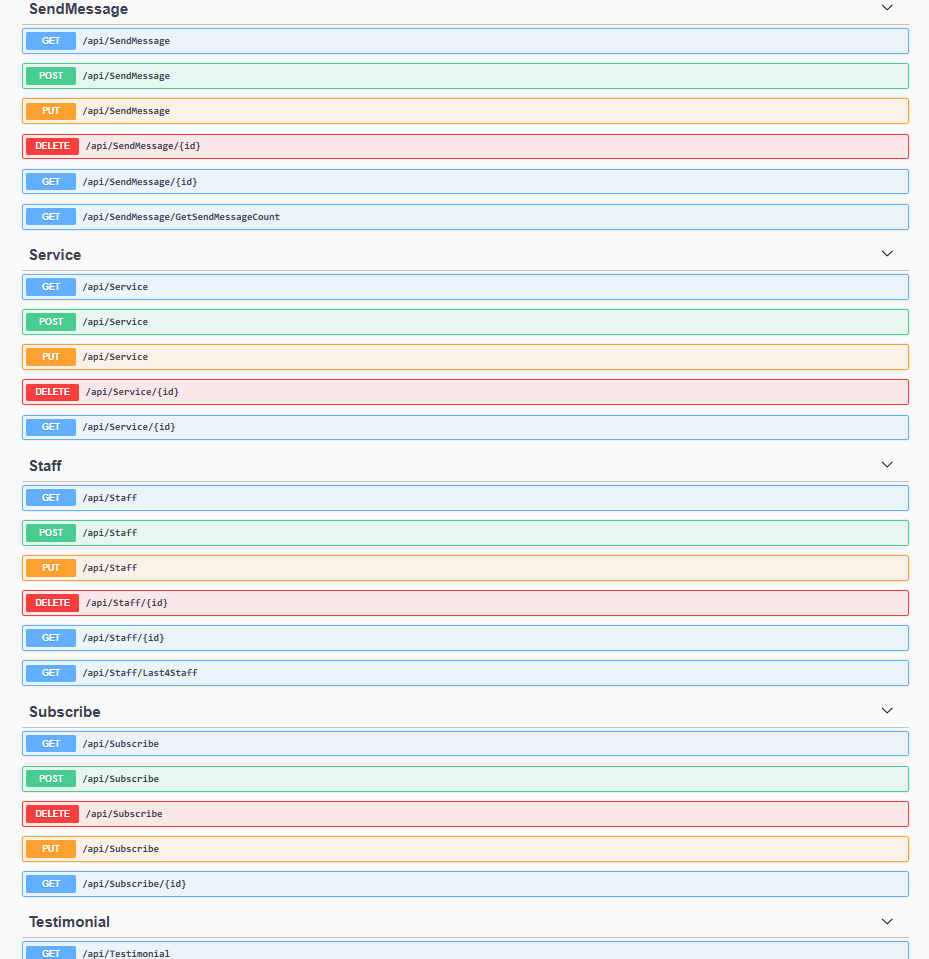 SendMessage
GET /api/SendMessage
POST /api/SendMessage
PUT /api/SendMessage
DELETE /api/SendMessage/{id}
GET /api/SendMessage/{id}
GET /api/SendMessage/GetSendMessageCount
Service
GET /api/Service
POST /api/Service
PUT /api/Service
DELETE /api/Service/{id}
GET /api/Service/{id}
Staff
GET /api/Staff
POST /api/Staff
PUT /api/Staff
DELETE /api/Staff/{id}
GET /api/Staff/{id}
GET /api/Staff/Last4Staff
Subscribe
GET /api/Subscribe
POST /api/Subscribe
DELETE /api/Subscribe
PUT /api/Subscribe
GET /api/Subscribe/{id}
Testimonial
GET /api/Testimonial